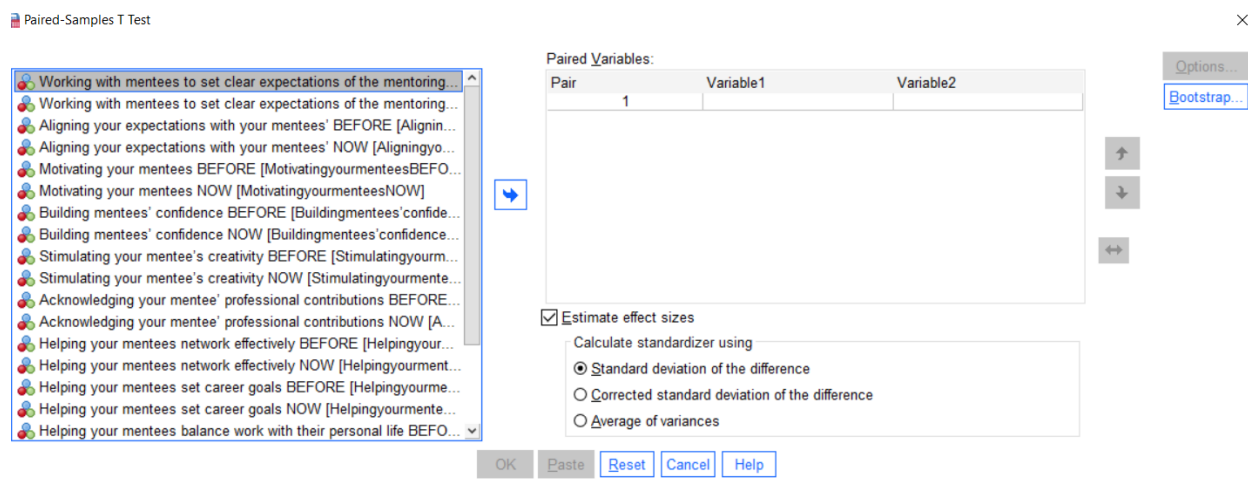 Paired-Samples T Test
Working with mentees to set clear expectations of the mentoring...
Working with mentees to set clear expectations of the mentoring...
Aligning your expectations with your mentees' BEFORE [Alignin...
Aligning your expectations with your mentees' NOW [Aligningyo...
Motivating your mentees BEFORE [MotivatingyourmenteesBEFO...
Motivating your mentees NOW [MotivatingyourmenteesNOW]
Building mentees' confidence BEFORE [Buildingmentees'confide...
Building mentees' confidence NOW [Buildingmentees'confidence...
Stimulating your mentee's creativity BEFORE [Stimulatingyourm...
Stimulating your mentee's creativity NOW [Stimulatingyourmente...
Acknowledging your mentee' professional contributions BEFORE...
Acknowledging your mentee' professional contributions NOW [A...
Helping your mentees network effectively BEFORE [Helpingyour...
Helping your mentees network effectively NOW [Helpingyourment...
Helping your mentees set career goals BEFORE [Helpingyourme...
Helping your mentees set career goals NOW [Helpingyourmente...
Helping your mentees balance work with their personal life BEFO...
Paired Variables:
Pair Variable1 Variable2
1
Estimate effect sizes
Calculate standardizer using
Standard deviation of the difference
Corrected standard deviation of the difference
Average of variances
Options...
Bootstrap...
OK Paste Reset Cancel Help